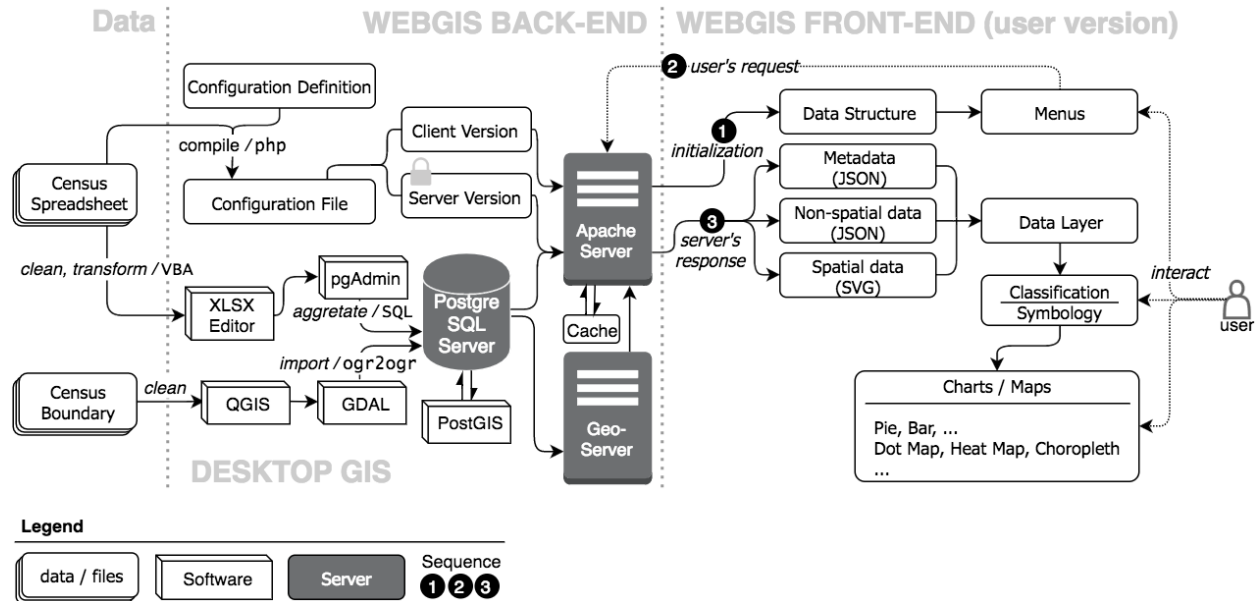 Data
WEBGIS BACK-END
WEBGIS FRONT-END (user version)
Configuration Definition
compile / php
Configuration File
Client Version
Server Version
Census
Spreadsheet
clean, transform / VBA
XLSX
Editor
pgAdmin
aggretate / SQL
import / ogr2ogr
Census
Boundary
clean
QGIS
GDAL
Postgre
SQL
Server
PostGIS
DESKTOP GIS
Apache
Server
Cache
Geo-
Server
2 user's request
1
initialization
3
server's
response
Data Structure
Menus
Metadata
(JSON)
Non-spatial data
(JSON)
Spatial data
(SVG)
Data Layer
Classification
Symbology
interact
user
Charts / Maps
Pie, Bar, ...
Dot Map, Heat Map, Choropleth
...
Legend
data / files
Software
Server
Sequence
1 2 3